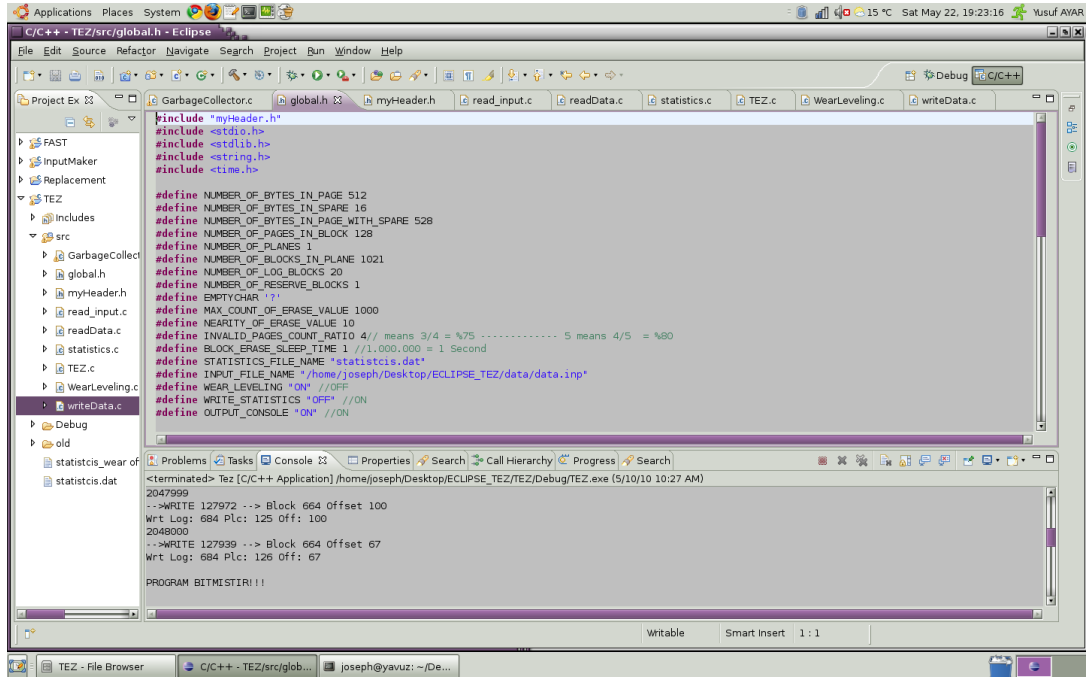 Applications Places System 15 °C Sat May 22, 19:23:16 Yusuf AYAR
C/C++ - TEZ/src/global.h - Eclipse
File Edit Source Refactor Navigate Search Project Run Window Help
Debug C/C++
Project Ex
GarbageCollector.c global.h myHeader.h read_input.c readData.c statistics.c TEZ.c WearLeveling.c writeData.c
FAST
InputMaker
Replacement
TEZ
Includes
src
GarbageCollect
global.h
myHeader.h
read_input.c
readData.c
statistics.c
TEZ.c
WearLeveling.c
writeData.c
Debug
old
statistcis_wear of
statistcis.dat
#include "myHeader.h"
#include <stdio.h>
#include <stdlib.h>
#include <string.h>
#include <time.h>
#define NUMBER_OF_BYTES_IN_PAGE 512
#define NUMBER_OF_BYTES_IN_SPARE 16
#define NUMBER_OF_BYTES_IN_PAGE_WITH_SPARE 528
#define NUMBER_OF_PAGES_IN_BLOCK 128
#define NUMBER_OF_PLANES 1
#define NUMBER_OF_BLOCKS_IN_PLANE 1021
#define NUMBER_OF_LOG_BLOCKS 20
#define NUMBER_OF_RESERVE_BLOCKS 1
#define EMPTYCHAR '?'
#define MAX_COUNT_OF_ERASE_VALUE 1000
#define NEARITY_OF_ERASE_VALUE 10
#define INVALID_PAGES_COUNT_RATIO 4// means 3/4 = %75 ------------- 5 means 4/5 = %80
#define BLOCK_ERASE_SLEEP_TIME 1 //1.000.000 = 1 Second
#define STATISTICS_FILE_NAME "statistcis.dat"
#define INPUT_FILE_NAME "/home/joseph/Desktop/ECLIPSE_TEZ/data/data.inp"
#define WEAR_LEVELING "ON" //OFF
#define WRITE_STATISTICS "OFF" //ON
#define OUTPUT_CONSOLE "ON" //ON
Problems Tasks Console Properties Search Call Hierarchy Progress Search
<terminated> Tez [C/C++ Application] /home/joseph/Desktop/ECLIPSE_TEZ/TEZ/Debug/TEZ.exe (5/10/10 10:27 AM)
2047999
-->WRITE 127972 --> Block 664 Offset 100
Wrt Log: 684 Plc: 125 Off: 100
2048000
-->WRITE 127939 --> Block 664 Offset 67
Wrt Log: 684 Plc: 126 Off: 67
PROGRAM BITMISTIR!!!
Writable Smart Insert 1 : 1
TEZ - File Browser C/C++ - TEZ/src/glob... joseph@yavuz: ~/De...